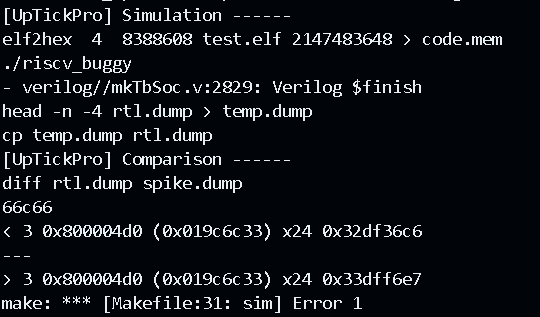 [UpTickPro] Simulation ------
elf2hex  4  8388608 test.elf 2147483648 > code.mem
./riscv_buggy
- verilog//mkTbSoc.v:2829: Verilog $finish
head -n -4 rtl.dump > temp.dump
cp temp.dump rtl.dump
[UpTickPro] Comparison ------
diff rtl.dump spike.dump
66c66
< 3 0x800004d0 (0x019c6c33) x24 0x32df36c6
---
> 3 0x800004d0 (0x019c6c33) x24 0x33dff6e7
make: *** [Makefile:31: sim] Error 1